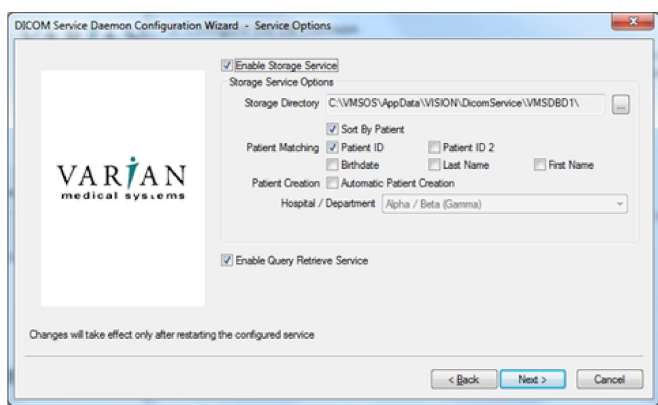 DICOM Service Daemon Configuration Wizard - Service Options
Enable Storage Service
Storage Service Options
Storage Directory C:\VMSOS\AppData\VISION\DicomService\VMSDBD1\ ...
Sort By Patient
Patient Matching Patient ID Patient ID 2
Birthdate Last Name First Name
VARIAN
medical systems
Patient Creation Automatic Patient Creation
Hospital / Department Alpha / Beta (Gamma)
Enable Query Retrieve Service
Changes will take effect only after restarting the configured service
< Back Next > Cancel